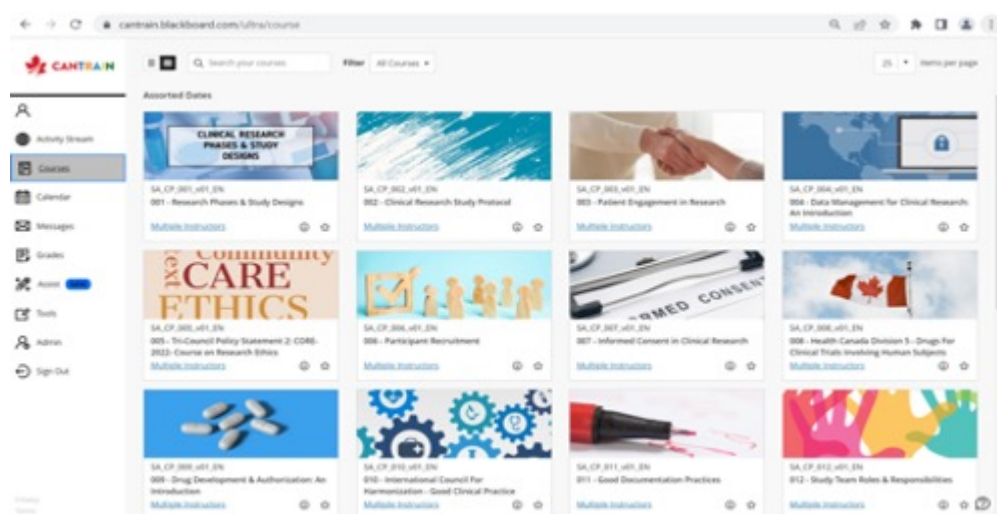 cantrain.blackboard.com/ultra/course
CANTRAIN
Search your courses
Filter
All Courses
25
items per page
Assorted Dates
Activity Stream
Courses
Calendar
Messages
Grades
Assist
Tools
Admin
Sign Out
Privacy
Terms
CLINICAL RESEARCH
PHASES & STUDY
DESIGNS
SA_CP_001_v01_EN
001 - Research Phases & Study Designs
Multiple Instructors
SA_CP_002_v01_EN
002 - Clinical Research Study Protocol
Multiple Instructors
SA_CP_003_v01_EN
003 - Patient Engagement in Research
Multiple Instructors
SA_CP_004_v01_EN
004 - Data Management for Clinical Research:
An Introduction
Multiple Instructors
Community
text
CARE
ETHICS
SA_CP_005_v01_EN
005 - Tri-Council Policy Statement 2: CORE-
2022: Course on Research Ethics
Multiple Instructors
SA_CP_006_v01_EN
006 - Participant Recruitment
Multiple Instructors
RMED CONSENT
SA_CP_007_v01_EN
007 - Informed Consent in Clinical Research
Multiple Instructors
SA_CP_008_v01_EN
008 - Health Canada Division 5 - Drugs For
Clinical Trials Involving Human Subjects
Multiple Instructors
SA_CP_009_v01_EN
009 - Drug Development & Authorization: An
Introduction
Multiple Instructors
SA_CP_010_v01_EN
010 - International Council For
Harmonization - Good Clinical Practice
Multiple Instructors
SA_CP_011_v01_EN
011 - Good Documentation Practices
Multiple Instructors
SA_CP_012_v01_EN
012 - Study Team Roles & Responsibilities
Multiple Instructors